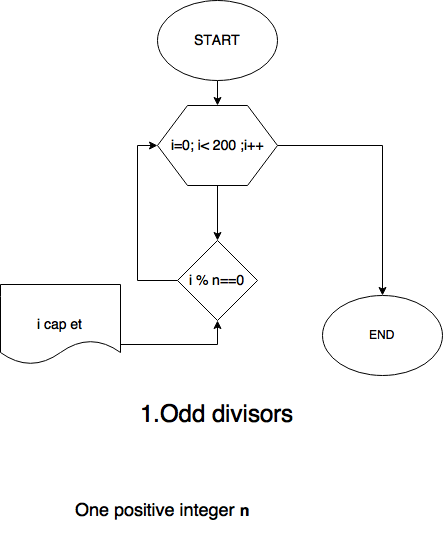 START
i=0; i< 200 ;i++
i % n==0
i cap et
END
1.Odd divisors
One positive integer n